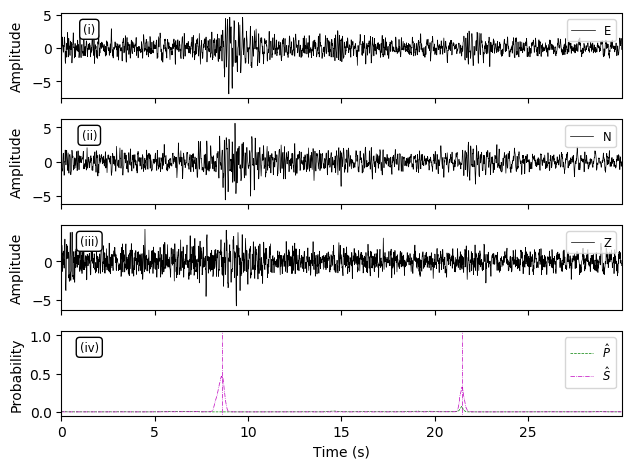 5
0
−5
Amplitude
(i)
E
5
0
−5
Amplitude
(ii)
N
0
−5
Amplitude
(iii)
Z
1.0
0.5
0.0
Probability
(iv)
P̂
Ŝ
0 5 10 15 20 25
Time (s)